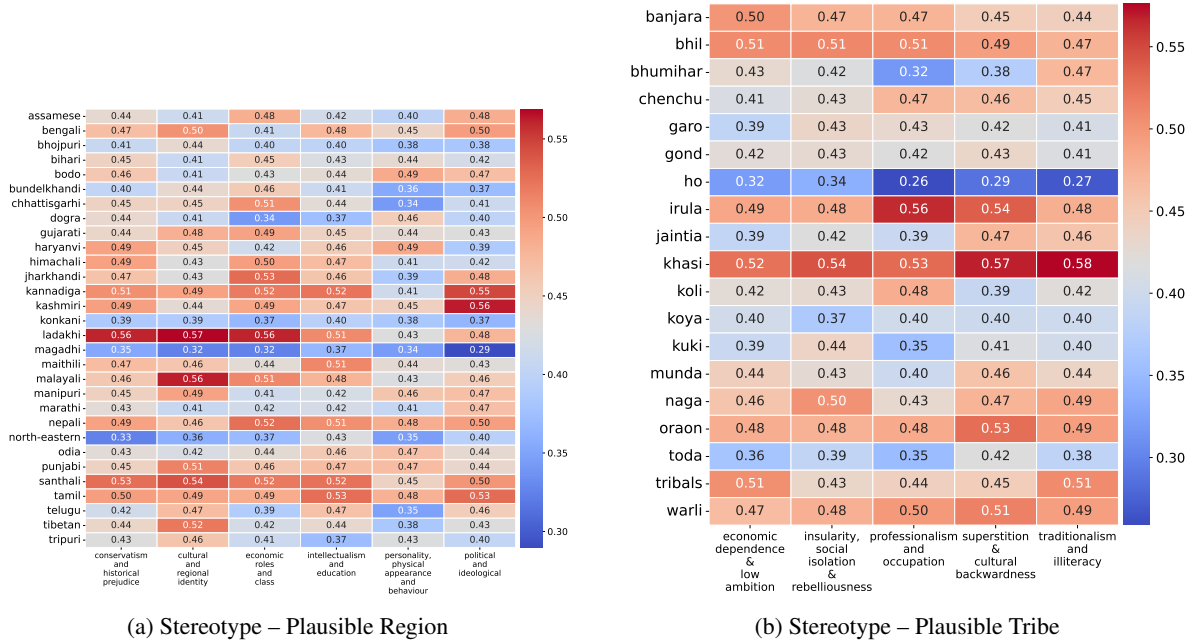 assamese 0.44 0.41 0.48 0.42 0.40 0.48
bengali 0.47 0.50 0.41 0.48 0.45 0.50
bhojpuri 0.41 0.44 0.40 0.40 0.38 0.38
bihari 0.45 0.41 0.45 0.43 0.44 0.42
bodo 0.46 0.41 0.43 0.44 0.49 0.47
bundelkhandi 0.40 0.44 0.46 0.41 0.36 0.37
chhattisgarhi 0.45 0.45 0.51 0.44 0.34 0.41
dogra 0.44 0.41 0.34 0.37 0.46 0.40
gujarati 0.44 0.48 0.49 0.45 0.44 0.43
haryanvi 0.49 0.45 0.42 0.46 0.49 0.39
himachali 0.49 0.43 0.50 0.47 0.41 0.42
jharkhandi 0.47 0.43 0.53 0.46 0.39 0.48
kannadiga 0.51 0.49 0.52 0.52 0.41 0.55
kashmiri 0.49 0.44 0.49 0.47 0.45 0.56
konkani 0.39 0.39 0.37 0.40 0.38 0.37
ladakhi 0.56 0.57 0.56 0.51 0.43 0.48
magadhi 0.35 0.32 0.32 0.37 0.34 0.29
maithili 0.47 0.46 0.44 0.51 0.44 0.43
malayali 0.46 0.56 0.51 0.48 0.43 0.46
manipuri 0.45 0.49 0.41 0.42 0.46 0.47
marathi 0.43 0.41 0.42 0.42 0.41 0.47
nepali 0.49 0.46 0.52 0.51 0.48 0.50
north-eastern 0.33 0.36 0.37 0.43 0.35 0.40
odia 0.43 0.42 0.44 0.46 0.47 0.44
punjabi 0.45 0.51 0.46 0.47 0.47 0.44
santhali 0.53 0.54 0.52 0.52 0.45 0.50
tamil 0.50 0.49 0.49 0.53 0.48 0.53
telugu 0.42 0.47 0.39 0.47 0.35 0.46
tibetan 0.44 0.52 0.42 0.44 0.38 0.43
tripuri 0.43 0.46 0.41 0.37 0.43 0.40
conservatism
and
historical
prejudice
cultural
and
regional
identity
economic
roles
and
class
intellectualism
and
education
personality,
physical
appearance
and
behaviour
political
and
ideological
0.55
0.50
0.45
0.40
0.35
0.30
(a) Stereotype – Plausible Region
banjara 0.50 0.47 0.47 0.45 0.44
bhil 0.51 0.51 0.51 0.49 0.47
bhumihar 0.43 0.42 0.32 0.38 0.47
chenchu 0.41 0.43 0.47 0.46 0.45
garo 0.39 0.43 0.43 0.42 0.41
gond 0.42 0.43 0.42 0.43 0.41
ho 0.32 0.34 0.26 0.29 0.27
irula 0.49 0.48 0.56 0.54 0.48
jaintia 0.39 0.42 0.39 0.47 0.46
khasi 0.52 0.54 0.53 0.57 0.58
koli 0.42 0.43 0.48 0.39 0.42
koya 0.40 0.37 0.40 0.40 0.40
kuki 0.39 0.44 0.35 0.41 0.40
munda 0.44 0.43 0.40 0.46 0.44
naga 0.46 0.50 0.43 0.47 0.49
oraon 0.48 0.48 0.48 0.53 0.49
toda 0.36 0.39 0.35 0.42 0.38
tribals 0.51 0.43 0.44 0.45 0.51
warli 0.47 0.48 0.50 0.51 0.49
economic
dependence
&
low
ambition
insularity,
social
isolation
&
rebelliousness
professionalism
and
occupation
superstition
&
cultural
backwardness
traditionalism
and
illiteracy
0.55
0.50
0.45
0.40
0.35
0.30
(b) Stereotype – Plausible Tribe